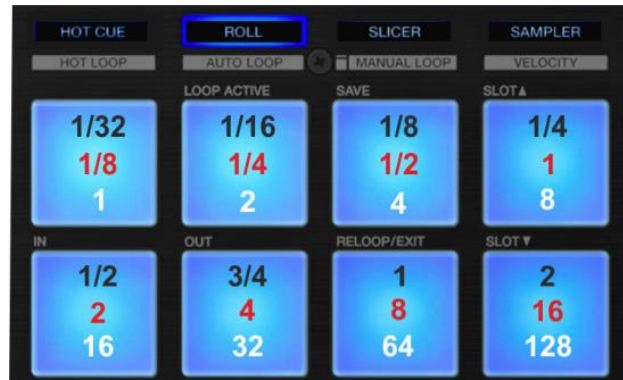 HOT CUE ROLL SLICER SAMPLER
HOT LOOP AUTO LOOP MANUAL LOOP VELOCITY
LOOP ACTIVE SAVE SLOT▲
1/32 1/16 1/8 1/4
1/8 1/4 1/2 1
1 2 4 8
IN OUT RELOOP/EXIT SLOT▼
1/2 3/4 1 2
2 4 8 16
16 32 64 128